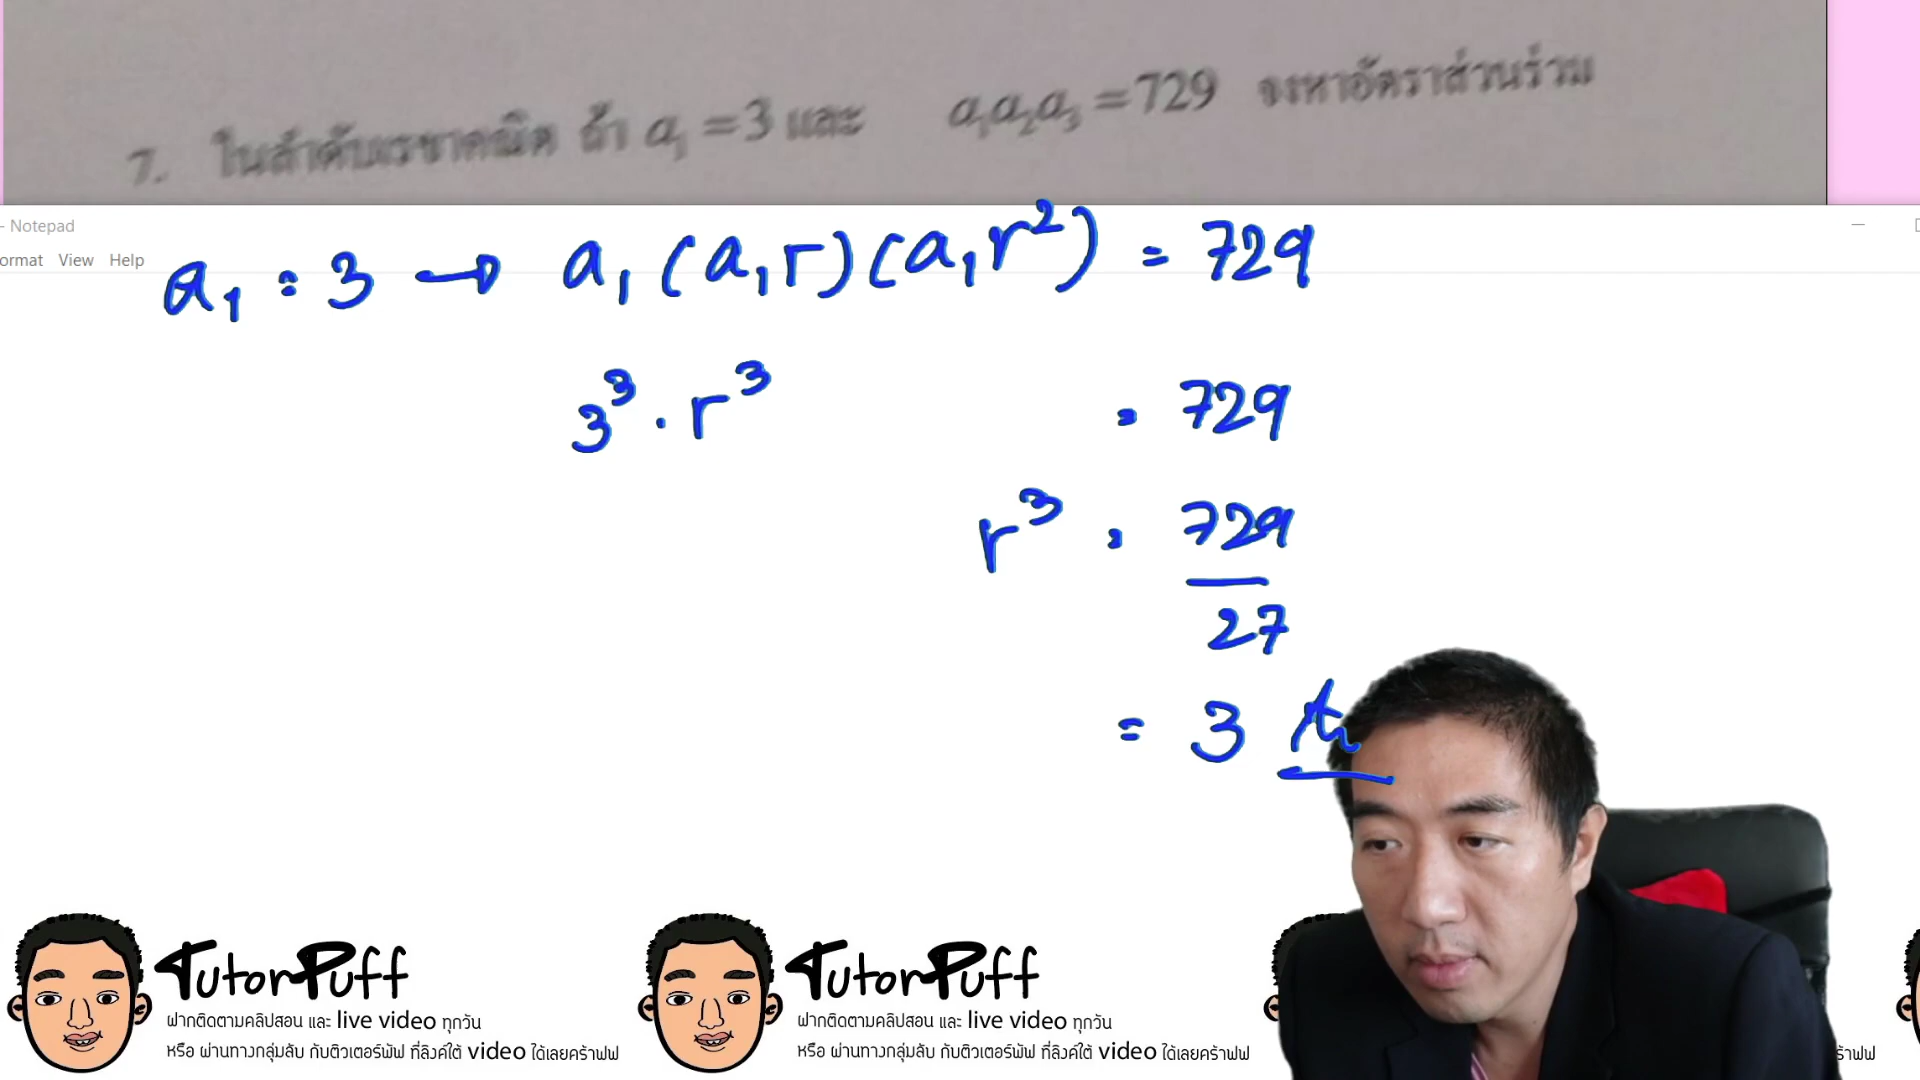 7. ในลำดับเรขาคณิต ถ้า a₁ = 3 และ a₁a₂a₃ = 729 จงหาอัตราส่วนร่วม
- Notepad
ormat View Help
a₁ = 3 → a₁(a₁r)(a₁r²) = 729
3³ · r³ = 729
r³ = 729
27
= 3
TutorPuff
ฝากติดตามคลิปสอน และ live video ทุกวัน
หรือ ผ่านทางกลุ่มลับ กับติวเตอร์พัฟ ที่ลิงค์ใต้ video ได้เลยคร้าฟฟ
TutorPuff
ฝากติดตามคลิปสอน และ live video ทุกวัน
หรือ ผ่านทางกลุ่มลับ กับติวเตอร์พัฟ ที่ลิงค์ใต้ video ได้เลยคร้าฟฟ
ร้าฟฟ